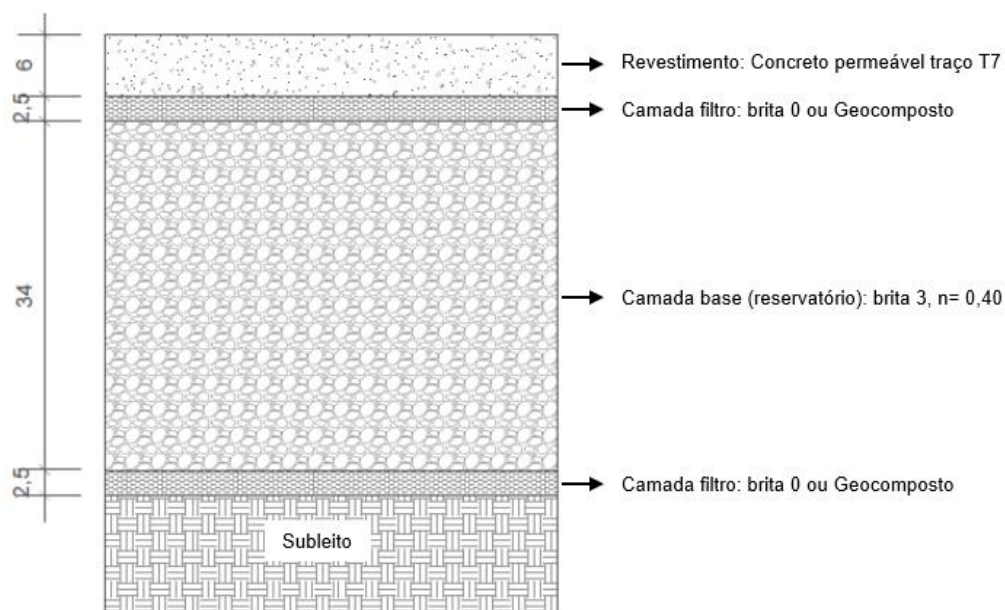 6
Revestimento: Concreto permeável traço T7
2,5
Camada filtro: brita 0 ou Geocomposto
34
Camada base (reservatório): brita 3, n= 0,40
2,5
Camada filtro: brita 0 ou Geocomposto
Subleito